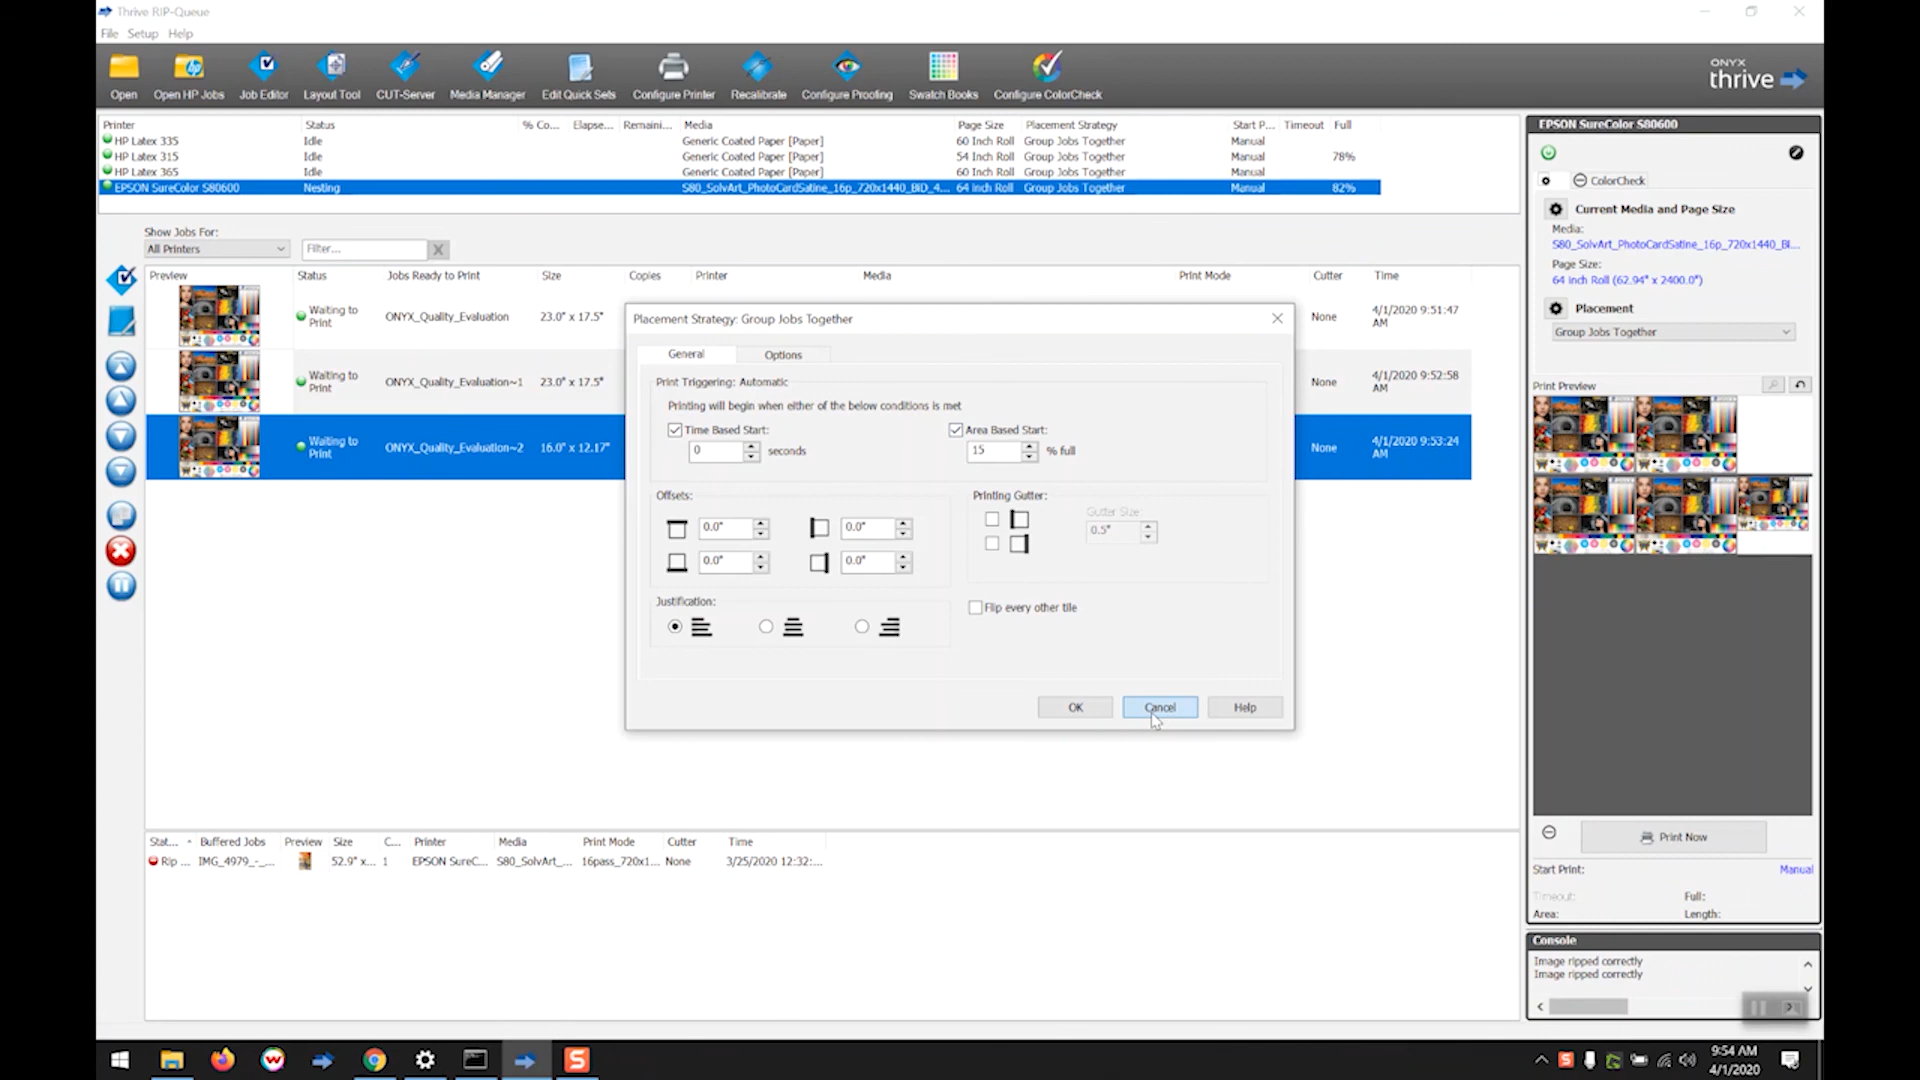 Thrive RIP-Queue
File Setup Help
Open Open HP Jobs Job Editor Layout Tool CUT-Server Media Manager Edit Quick Sets Configure Printer Recalibrate Configure Proofing Swatch Books Configure ColorCheck
ONYX
thrive
Printer Status % Co... Elapse... Remaini... Media Page Size Placement Strategy Start P... Timeout Full
HP Latex 335 Idle Generic Coated Paper [Paper] 60 Inch Roll Group Jobs Together Manual
HP Latex 315 Idle Generic Coated Paper [Paper] 54 Inch Roll Group Jobs Together Manual 78%
HP Latex 365 Idle Generic Coated Paper [Paper] 60 Inch Roll Group Jobs Together Manual
EPSON SureColor S80600 Nesting S80_SolvArt_PhotoCardSatine_16p_720x1440_BiD_4... 64 inch Roll Group Jobs Together Manual 82%
Show Jobs For:
All Printers Filter...
Preview Status Jobs Ready to Print Size Copies Printer Media Print Mode Cutter Time
Waiting to Print ONYX_Quality_Evaluation 23.0" x 17.5" None 4/1/2020 9:51:47 AM
Waiting to Print ONYX_Quality_Evaluation~1 23.0" x 17.5" None 4/1/2020 9:52:58 AM
Waiting to Print ONYX_Quality_Evaluation~2 16.0" x 12.17" None 4/1/2020 9:53:24 AM
Placement Strategy: Group Jobs Together
General Options
Print Triggering: Automatic
Printing will begin when either of the below conditions is met
Time Based Start: Area Based Start:
0 seconds 15 % full
Offsets: Printing Gutter:
Gutter Size:
0.0" 0.0" 0.5"
0.0" 0.0"
Justification:
Flip every other tile
OK Cancel Help
Stat... Buffered Jobs Preview Size C... Printer Media Print Mode Cutter Time
Rip ... IMG_4979_-_... 52.9" x... 1 EPSON SureC... S80_SolvArt_... 16pass_720x1... None 3/25/2020 12:32:...
EPSON SureColor S80600
ColorCheck
Current Media and Page Size
Media:
S80_SolvArt_PhotoCardSatine_16p_720x1440_Bi...
Page Size:
64 inch Roll (62.94" x 2400.0")
Placement
Group Jobs Together
Print Preview
Print Now
Start Print: Manual
Timeout: Full:
Area: Length:
Console
Image ripped correctly
Image ripped correctly
9:54 AM
4/1/2020